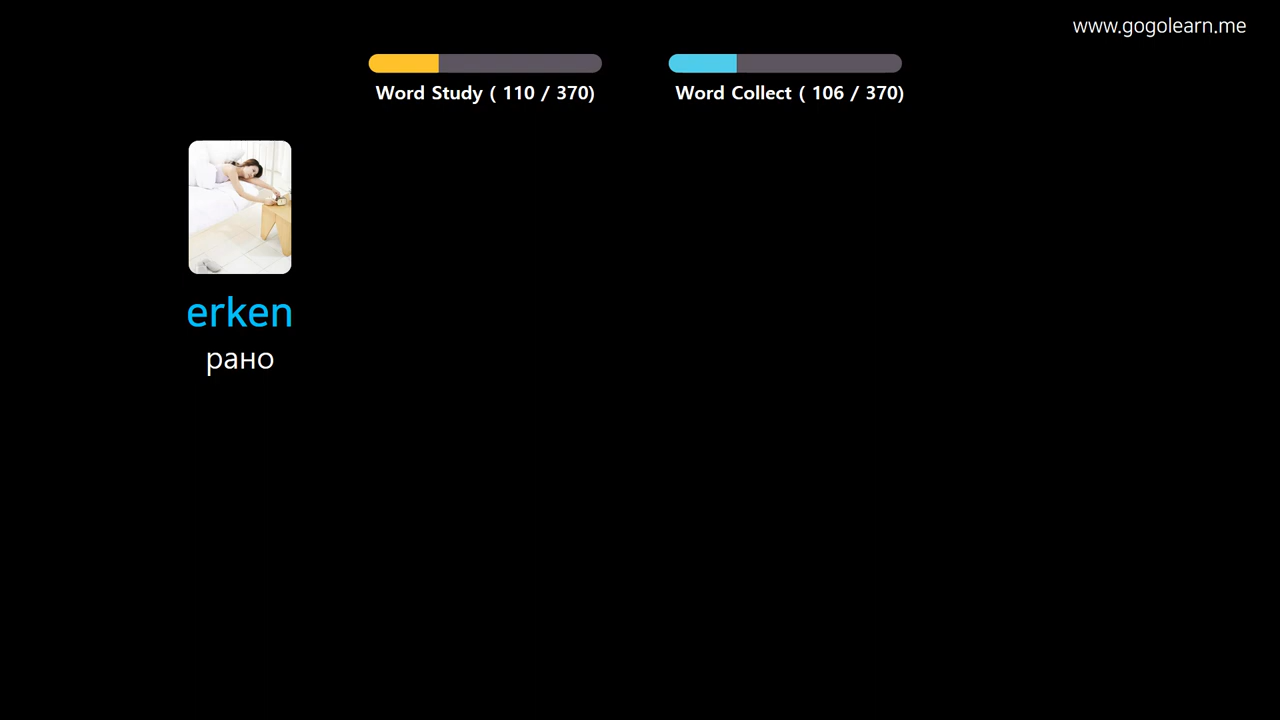 www.gogolearn.me
Word Study ( 110 / 370)
Word Collect ( 106 / 370)
erken
рано